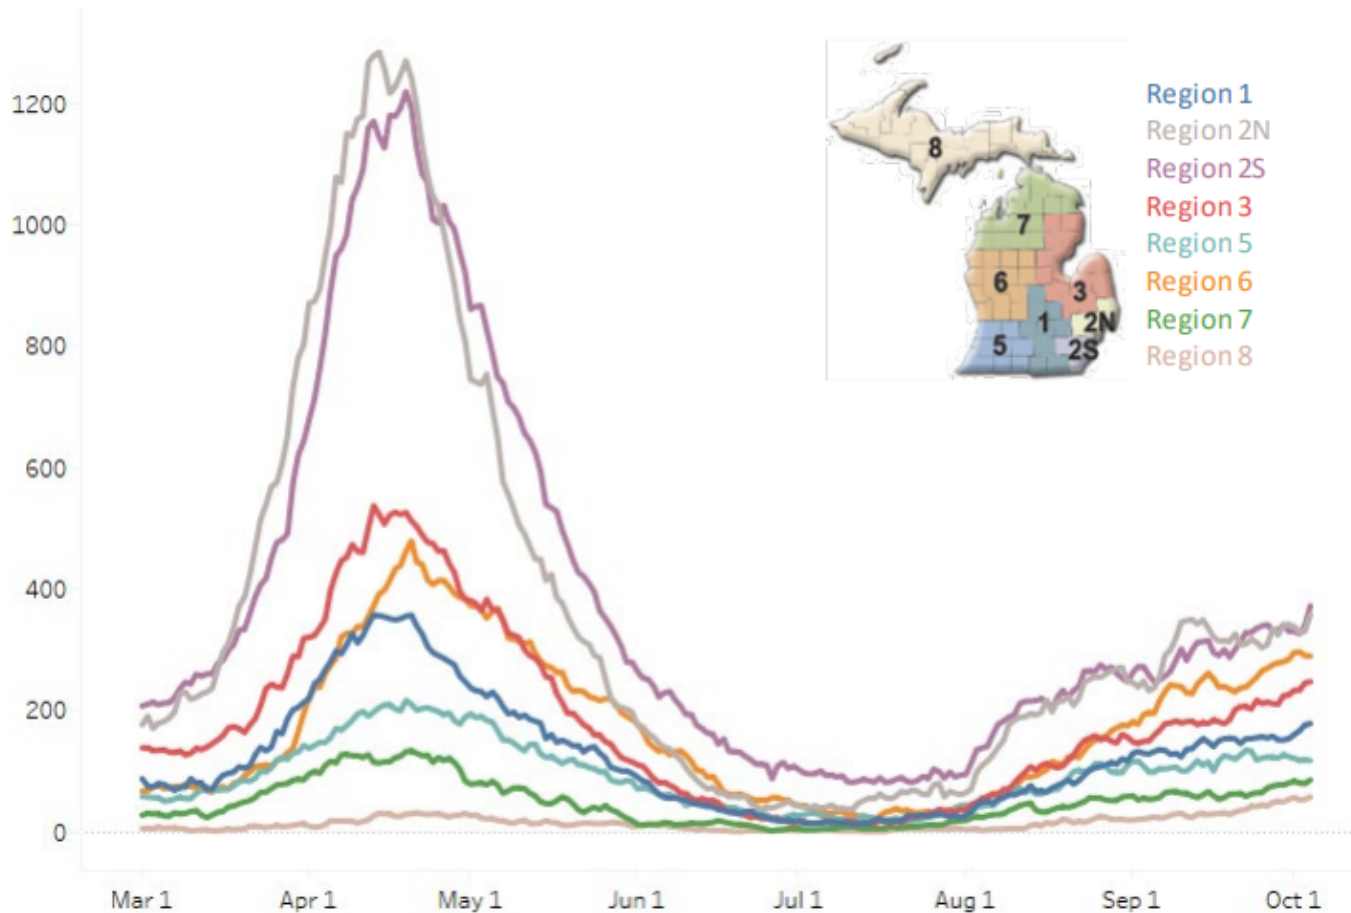 1200
1000
800
600
400
200
0
Mar 1 Apr 1 May 1 Jun 1 Jul 1 Aug 1 Sep 1 Oct 1
8
7
6
3
1
2N
5
2S
Region 1
Region 2N
Region 2S
Region 3
Region 5
Region 6
Region 7
Region 8